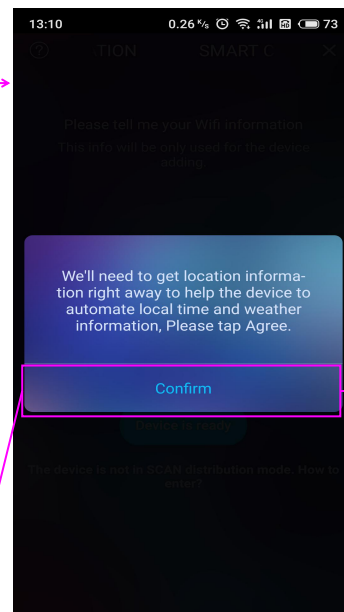 13:10 0.26 K/s 73
TION SMART C
Please tell me your Wifi information
This info will be only used for the device
adding
We'll need to get location informa-
tion right away to help the device to
automate local time and weather
information, Please tap Agree.
Confirm
Device is ready
The device is not in SCAN distribution mode. How to
enter?